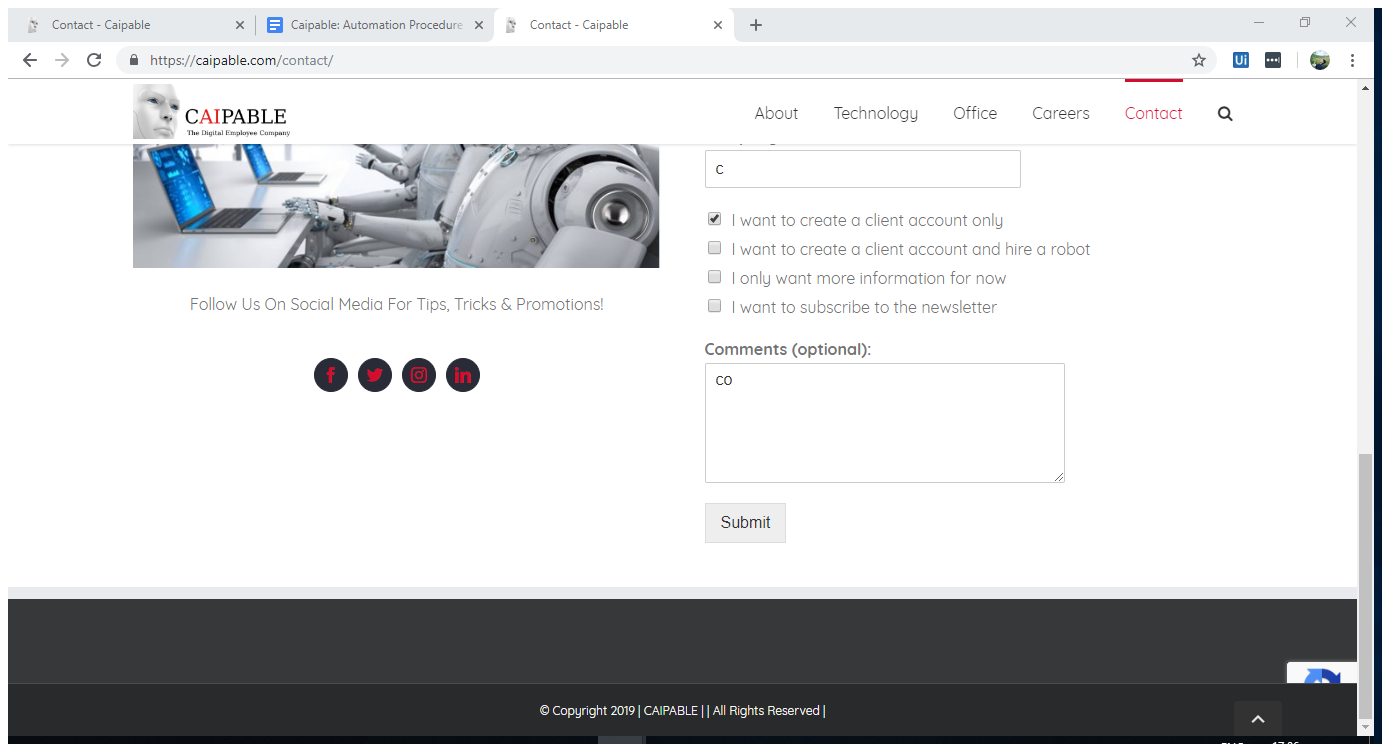 Contact - Caipable
Caipable: Automation Procedure
Contact - Caipable
https://caipable.com/contact/
Ui
CAIPABLE
The Digital Employee Company
About
Technology
Office
Careers
Contact
C
I want to create a client account only
I want to create a client account and hire a robot
I only want more information for now
I want to subscribe to the newsletter
Follow Us On Social Media For Tips, Tricks & Promotions!
Comments (optional):
CO
Submit
© Copyright 2019 | CAIPABLE | | All Rights Reserved |